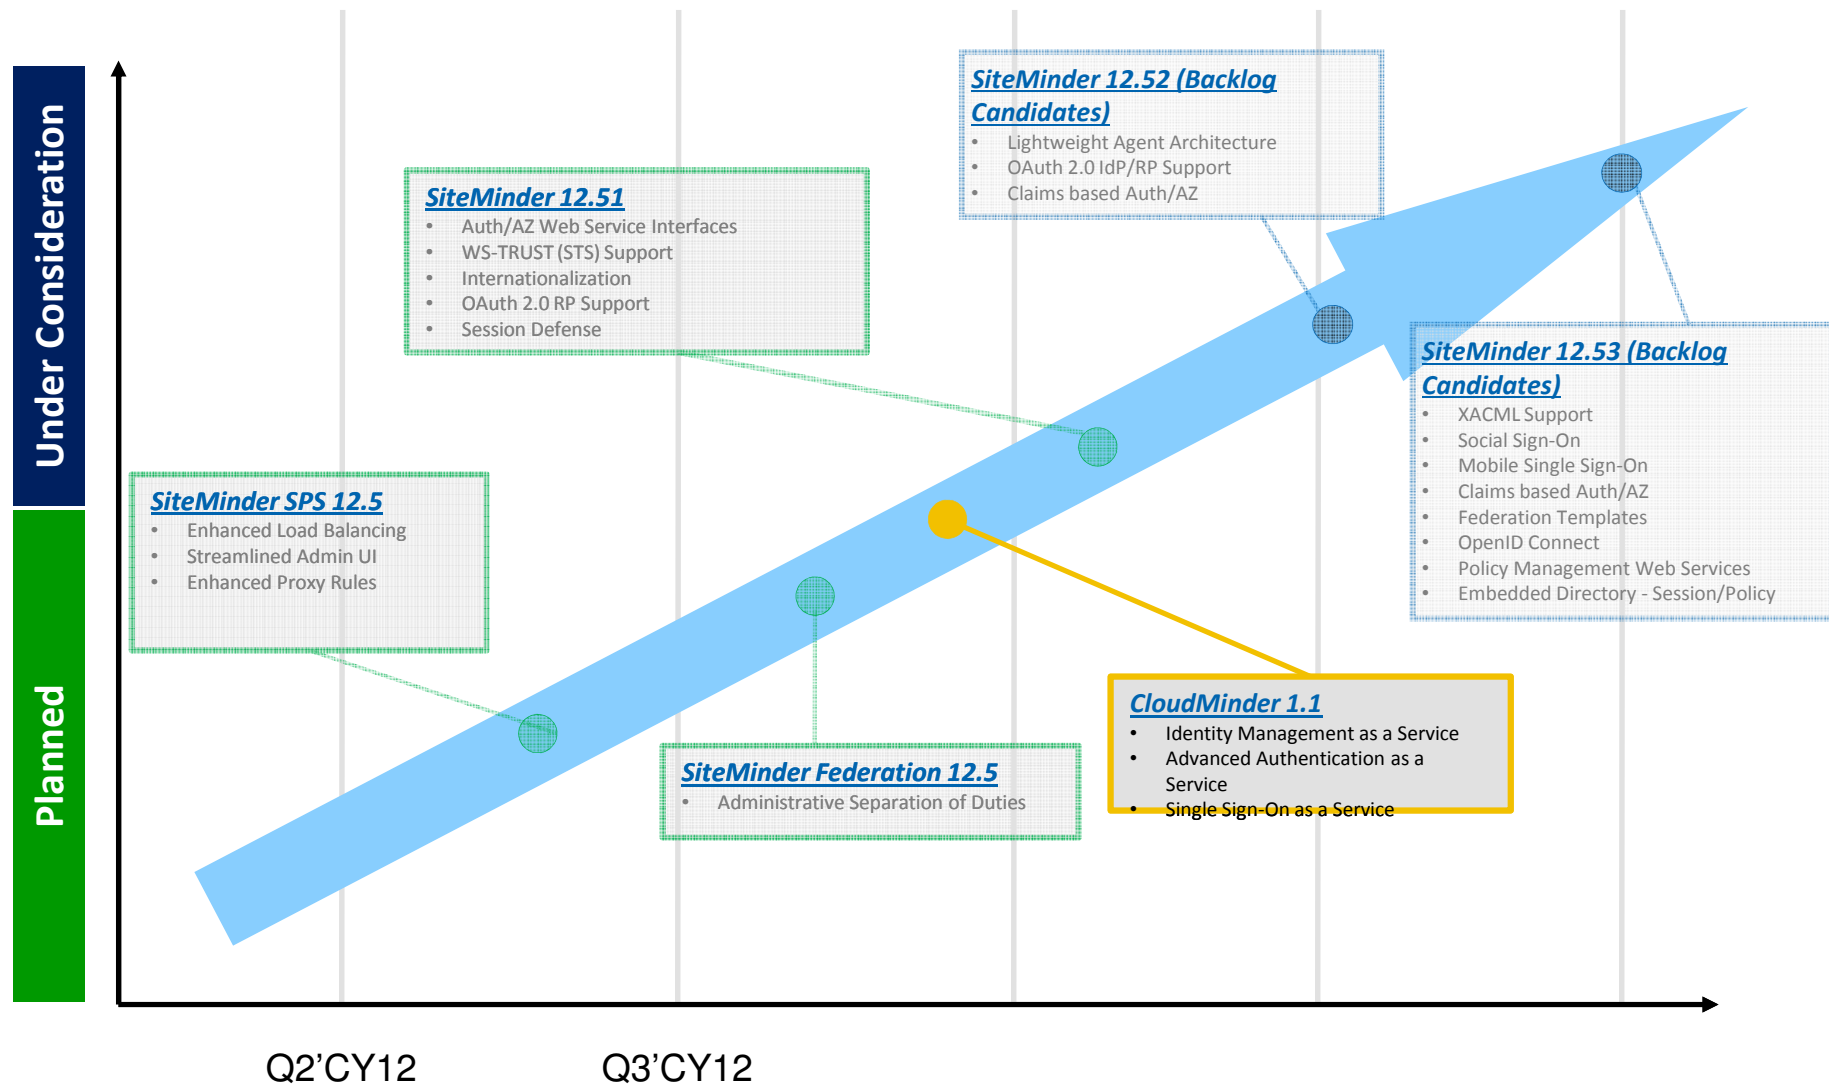 Under Consideration
Planned
SiteMinder 12.52 (Backlog
Candidates)
• Lightweight Agent Architecture
• OAuth 2.0 IdP/RP Support
• Claims based Auth/AZ
SiteMinder 12.51
• Auth/AZ Web Service Interfaces
• WS-TRUST (STS) Support
• Internationalization
• OAuth 2.0 RP Support
• Session Defense
SiteMinder 12.53 (Backlog
Candidates)
• XACML Support
• Social Sign-On
• Mobile Single Sign-On
• Claims based Auth/AZ
• Federation Templates
• OpenID Connect
• Policy Management Web Services
• Embedded Directory - Session/Policy
SiteMinder SPS 12.5
• Enhanced Load Balancing
• Streamlined Admin UI
• Enhanced Proxy Rules
CloudMinder 1.1
• Identity Management as a Service
• Advanced Authentication as a
Service
• Single Sign-On as a Service
SiteMinder Federation 12.5
• Administrative Separation of Duties
Q2’CY12
Q3’CY12